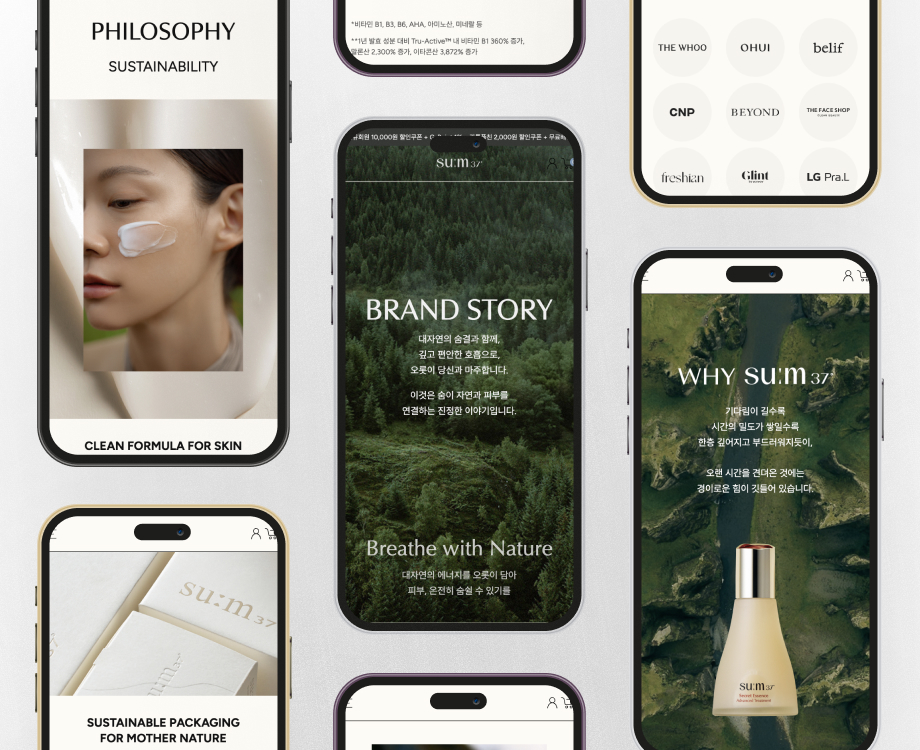 PHILOSOPHY
SUSTAINABILITY
CLEAN FORMULA FOR SKIN
su:m37°
SUSTAINABLE PACKAGING
FOR MOTHER NATURE
*비타민 B1, B3, B6, AHA, 아미노산, 미네랄 등
**1년 발효 성분 대비 Tru-Active™ 내 비타민 B1 360% 증가,
2,300% 증가, 이타콘산 3,872% 증가
10,000원 할인쿠폰 +
2,000원 할인쿠폰 +
su:m37°
BRAND STORY
대자연의 숨결과 함께,
깊고 편안한 호흡으로,
오롯이 당신과 마주합니다.
이것은 숨이 자연과 피부를
연결하는 진정한 이야기입니다.
Breathe with Nature
대자연의 에너지를 오롯이 담아
피부, 온전히 숨쉴 수 있기를
THE WHOO
OHUI
belif
CNP
BEYOND
THE FACE SHOP
freshian
Glint
LG Pra.L
WHY su:m37°
기다림이 길수록
시간의 밀도가 쌓일수록
한층 깊어지고 부드러워지듯이,
오랜 시간을 견뎌온 것에는
경이로운 힘이 깃들어 있습니다.
su:m37°
Secret Essence
Advanced Treatment